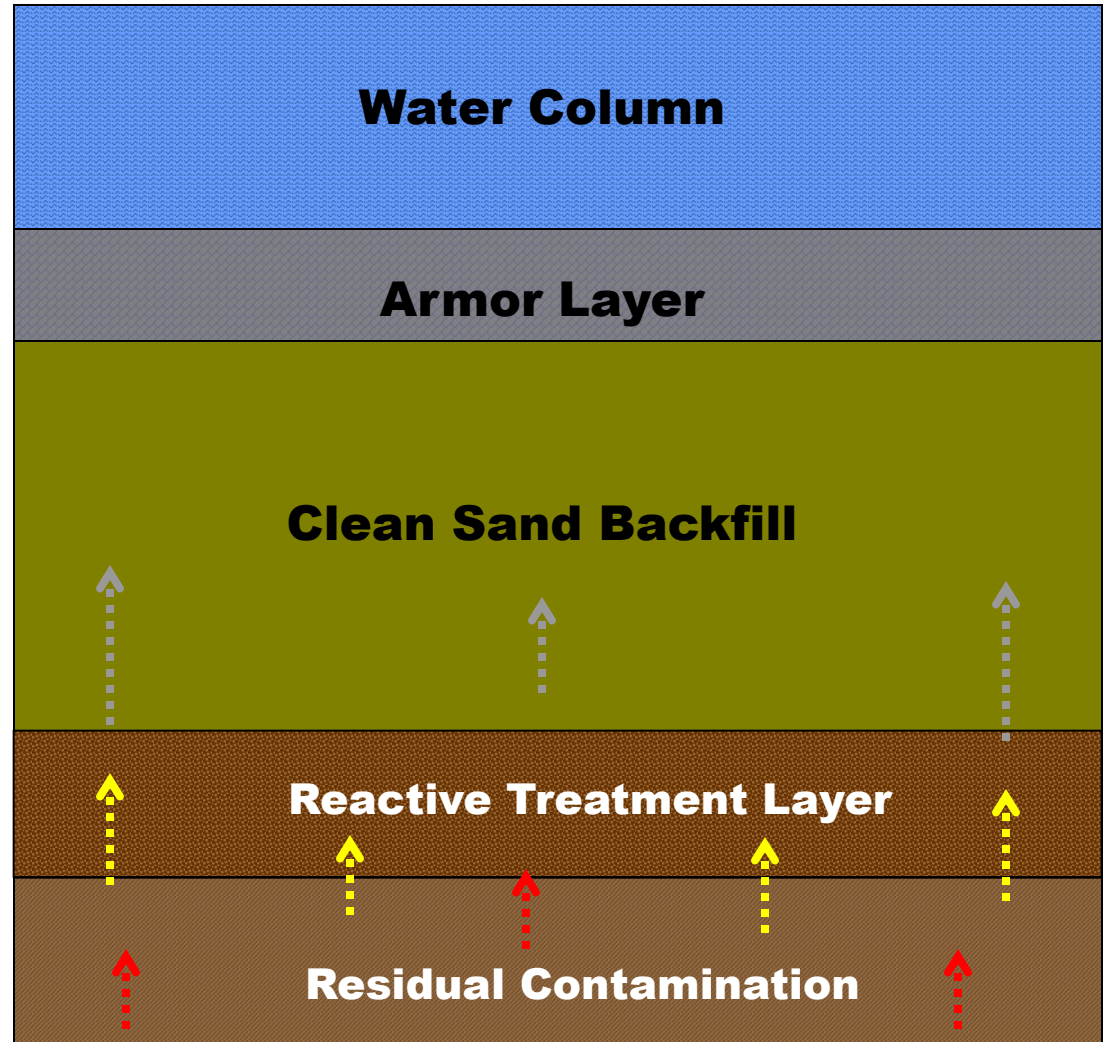 Water Column
Armor Layer
Clean Sand Backfill
Reactive Treatment Layer
Residual Contamination